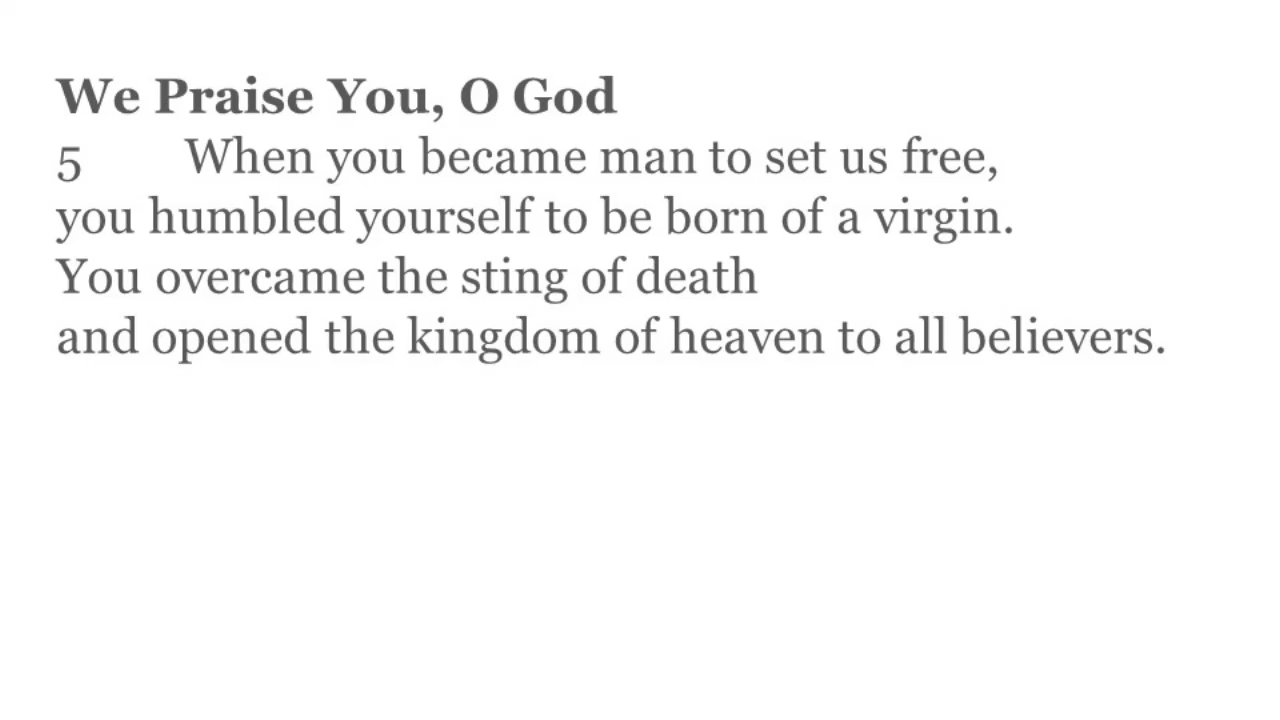 We Praise You, O God
5 When you became man to set us free,
you humbled yourself to be born of a virgin.
You overcame the sting of death
and opened the kingdom of heaven to all believers.